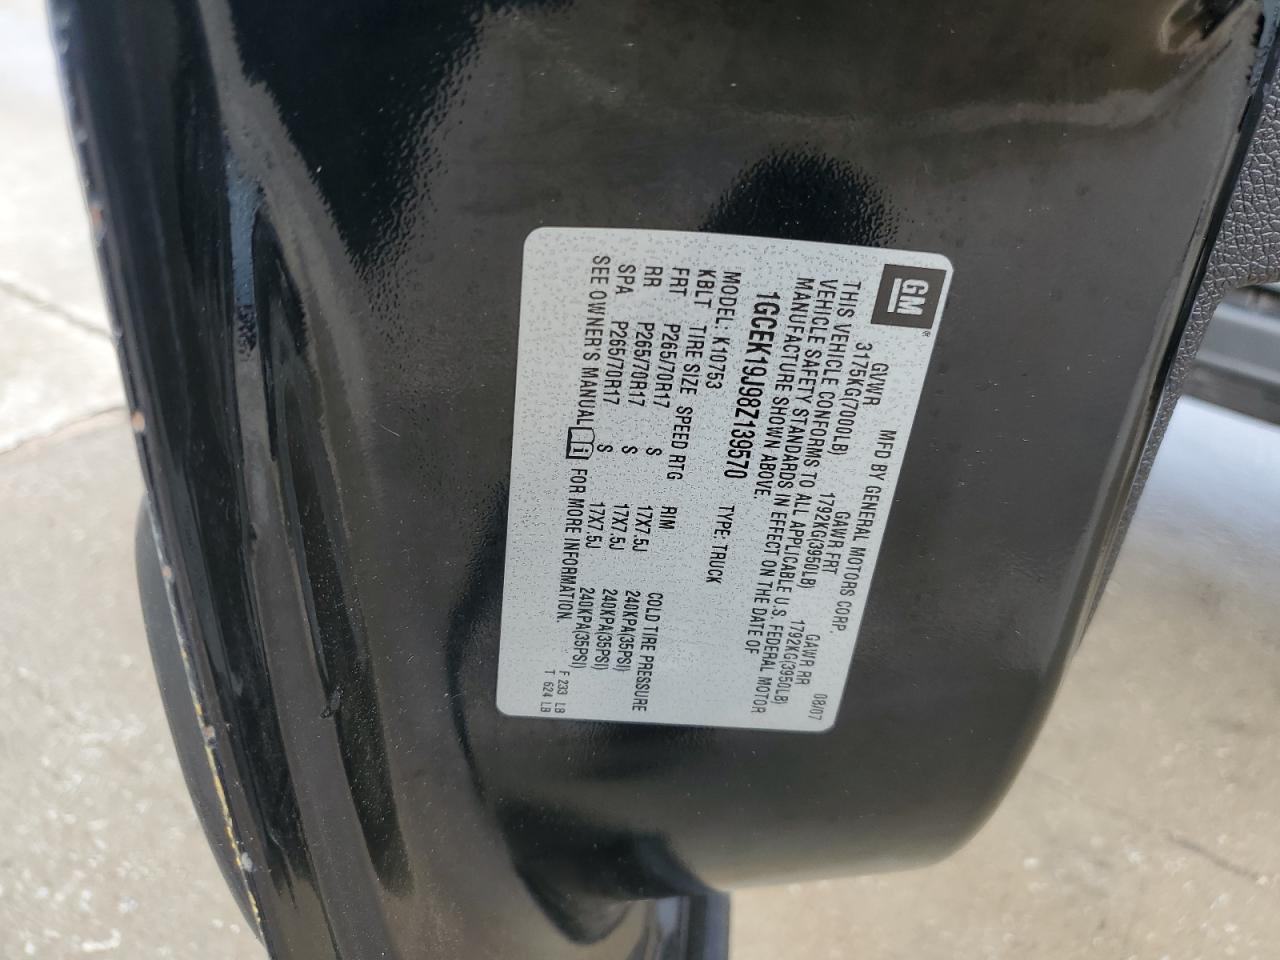 GM®
MFD BY GENERAL MOTORS CORP. 08/07
GVWR GAWR FRT GAWR RR
3175KG(7000LB) 1792KG(3950LB) 1792KG(3950LB)
THIS VEHICLE CONFORMS TO ALL APPLICABLE U.S. FEDERAL MOTOR
VEHICLE SAFETY STANDARDS IN EFFECT ON THE DATE OF
MANUFACTURE SHOWN ABOVE.
1GCEK19J98Z139570 TYPE: TRUCK
MODEL: K10753
KBLT TIRE SIZE SPEED RTG RIM COLD TIRE PRESSURE
FRT P265/70R17 S 17X7.5J 240KPA(35PSI)
RR P265/70R17 S 17X7.5J 240KPA(35PSI)
SPA P265/70R17 S 17X7.5J 240KPA(35PSI)
SEE OWNER'S MANUAL i FOR MORE INFORMATION.
F 233 LB
T 624 LB